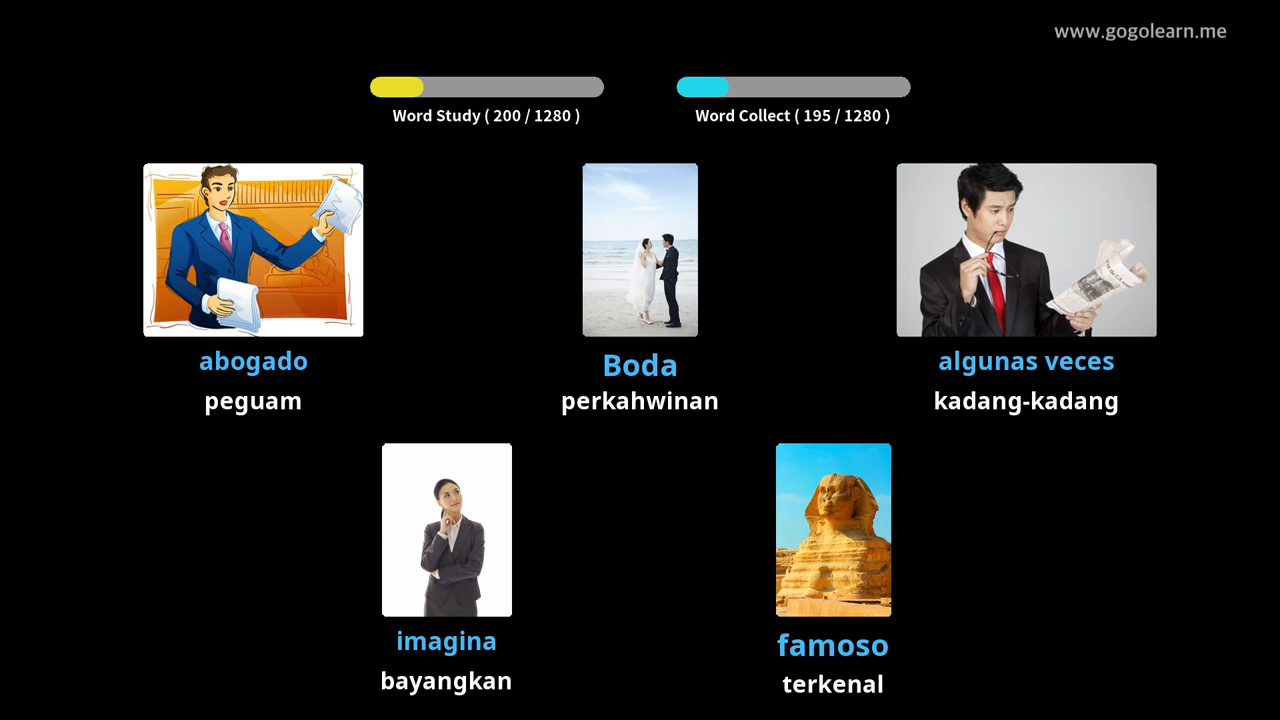 www.gogolearn.me
Word Study ( 200 / 1280 )
Word Collect ( 195 / 1280 )
abogado
peguam
Boda
perkahwinan
algunas veces
kadang-kadang
imagina
bayangkan
famoso
terkenal